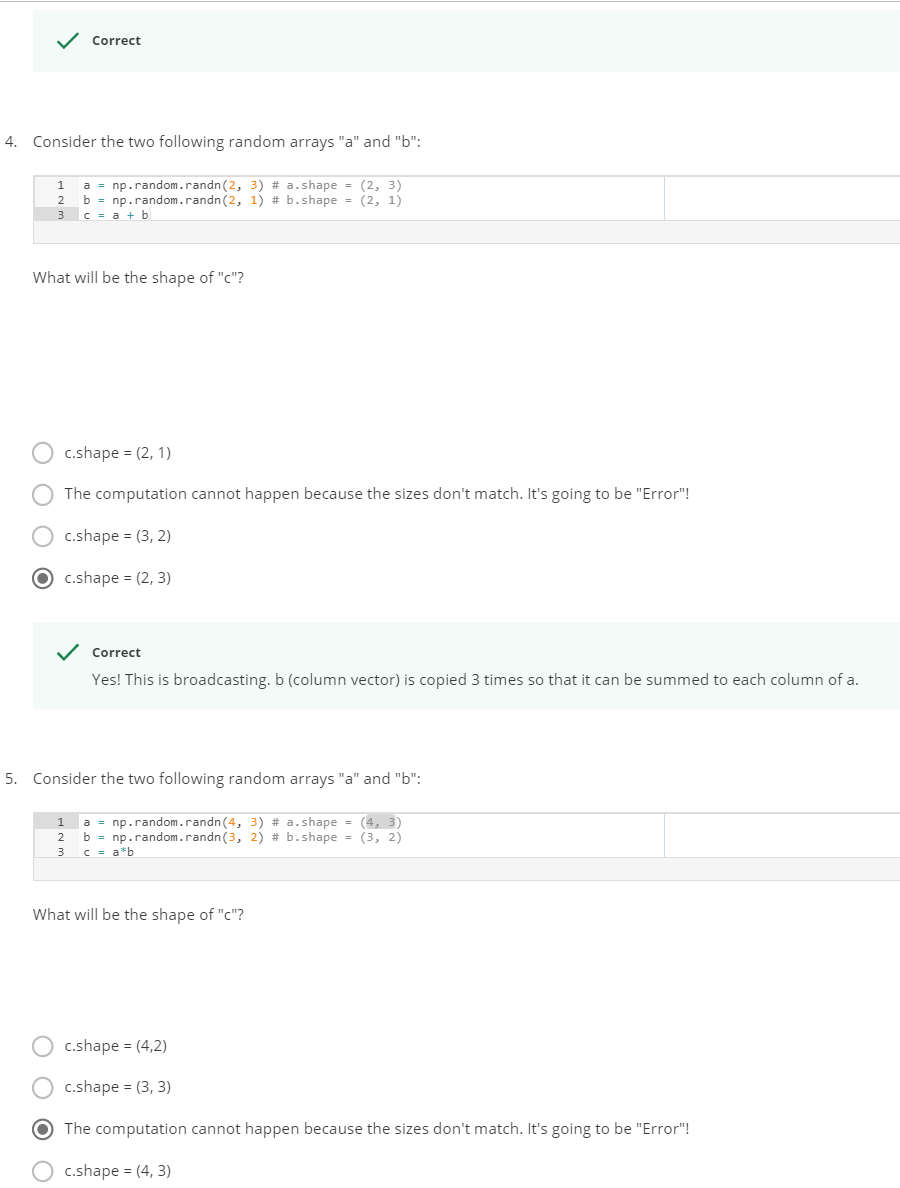 Correct
4. Consider the two following random arrays "a" and "b":
1 a = np.random.randn(2, 3) # a.shape = (2, 3)
2 b = np.random.randn(2, 1) # b.shape = (2, 1)
3 c = a + b
What will be the shape of "c"?
c.shape = (2, 1)
The computation cannot happen because the sizes don't match. It's going to be "Error"!
c.shape = (3, 2)
c.shape = (2, 3)
Correct
Yes! This is broadcasting. b (column vector) is copied 3 times so that it can be summed to each column of a.
5. Consider the two following random arrays "a" and "b":
1 a = np.random.randn(4, 3) # a.shape = (4, 3)
2 b = np.random.randn(3, 2) # b.shape = (3, 2)
3 c = a*b
What will be the shape of "c"?
c.shape = (4,2)
c.shape = (3, 3)
The computation cannot happen because the sizes don't match. It's going to be "Error"!
c.shape = (4, 3)